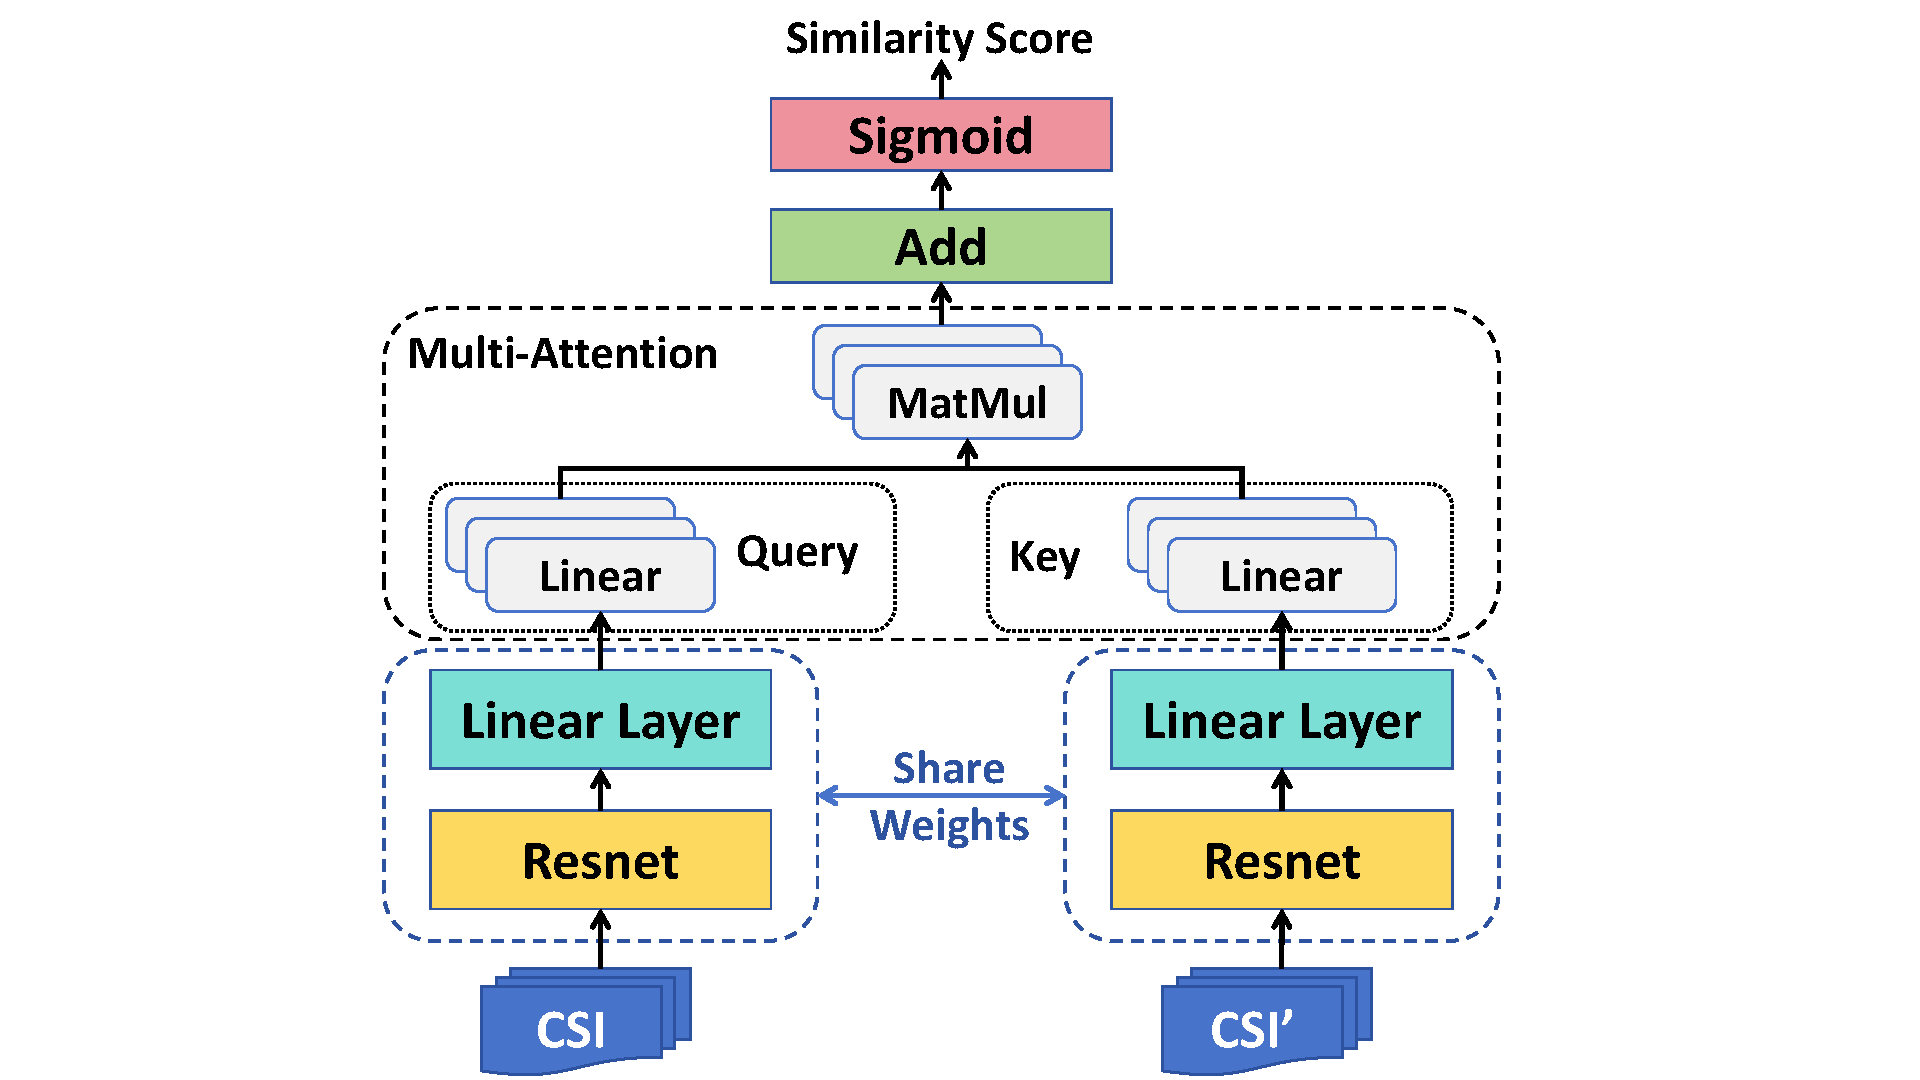 Similarity Score
Sigmoid
Add
Multi-Attention
MatMul
Query
Key
Linear
Linear
Linear Layer
Linear Layer
Share
Weights
Resnet
Resnet
CSI
CSI’